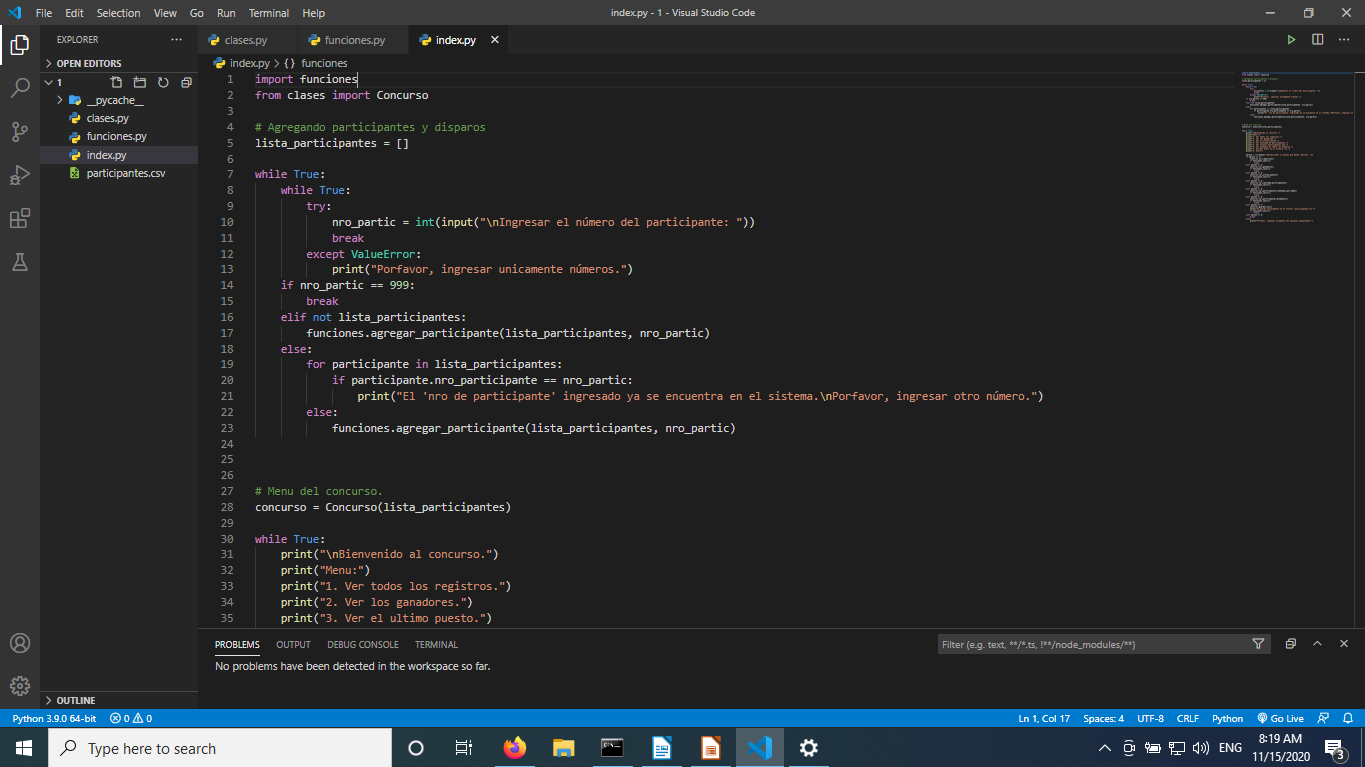 File Edit Selection View Go Run Terminal Help
index.py - 1 - Visual Studio Code
EXPLORER
OPEN EDITORS
1
__pycache__
clases.py
funciones.py
index.py
participantes.csv
OUTLINE
clases.py funciones.py index.py
index.py > {} funciones
1 import funciones
2 from clases import Concurso
3
4 # Agregando participantes y disparos
5 lista_participantes = []
6
7 while True:
8     while True:
9         try:
10             nro_partic = int(input("\nIngresar el número del participante: "))
11             break
12         except ValueError:
13             print("Porfavor, ingresar unicamente números.")
14     if nro_partic == 999:
15         break
16     elif not lista_participantes:
17         funciones.agregar_participante(lista_participantes, nro_partic)
18     else:
19         for participante in lista_participantes:
20             if participante.nro_participante == nro_partic:
21                 print("El 'nro de participante' ingresado ya se encuentra en el sistema.\nPorfavor, ingresar otro número.")
22         else:
23             funciones.agregar_participante(lista_participantes, nro_partic)
24
25
26
27 # Menu del concurso.
28 concurso = Concurso(lista_participantes)
29
30 while True:
31     print("\nBienvenido al concurso.")
32     print("Menu:")
33     print("1. Ver todos los registros.")
34     print("2. Ver los ganadores.")
35     print("3. Ver el ultimo puesto.")
PROBLEMS OUTPUT DEBUG CONSOLE TERMINAL
Filter (e.g. text, **/*.ts, !**/node_modules/**)
No problems have been detected in the workspace so far.
Python 3.9.0 64-bit 0 0
Ln 1, Col 17 Spaces: 4 UTF-8 CRLF Python Go Live
Type here to search
ENG
8:19 AM
11/15/2020
3